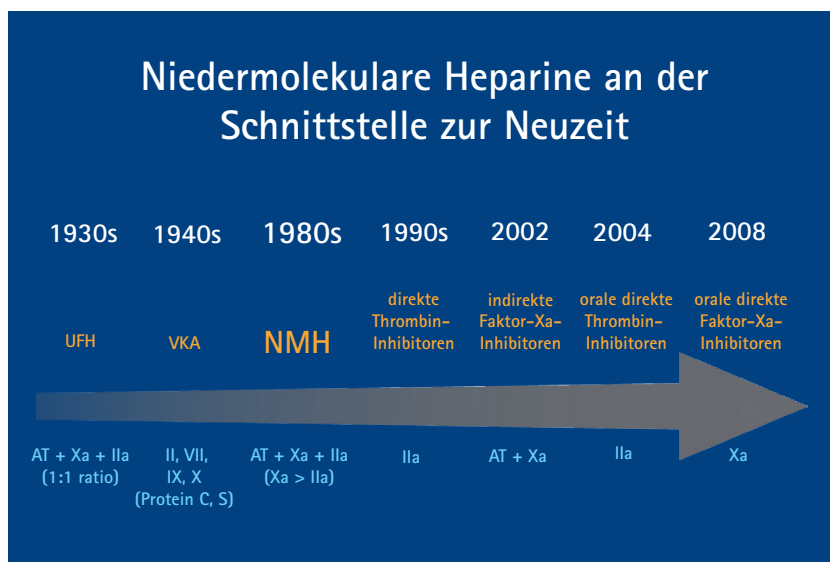 Niedermolekulare Heparine an der
Schnittstelle zur Neuzeit
1930s 1940s 1980s 1990s 2002 2004 2008
UFH
VKA
NMH
direkte
Thrombin-
Inhibitoren
indirekte
Faktor-Xa-
Inhibitoren
orale direkte
Thrombin-
Inhibitoren
orale direkte
Faktor-Xa-
Inhibitoren
AT + Xa + IIa
(1:1 ratio)
II, VII,
IX, X
(Protein C, S)
AT + Xa + IIa
(Xa > IIa)
IIa
AT + Xa
IIa
Xa